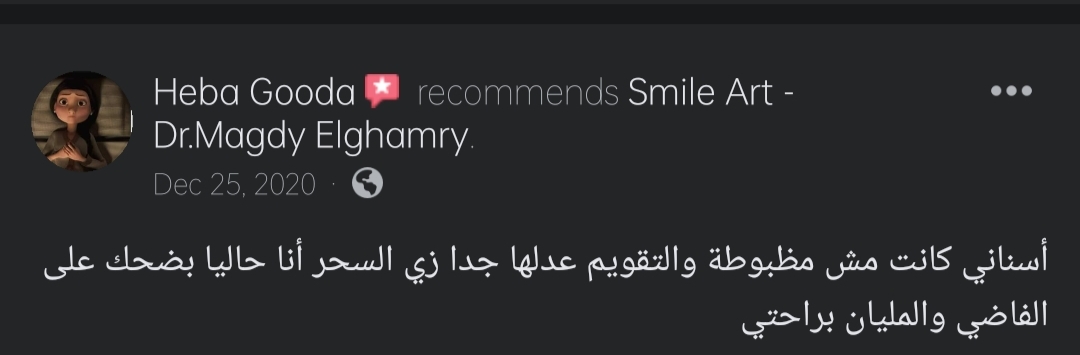 Heba Gooda recommends Smile Art -
Dr.Magdy Elghamry.
Dec 25, 2020 ·
أسناني كانت مش مظبوطة والتقويم عدلها جدا زي السحر أنا حاليا بضحك على
الفاضي والمليان براحتي